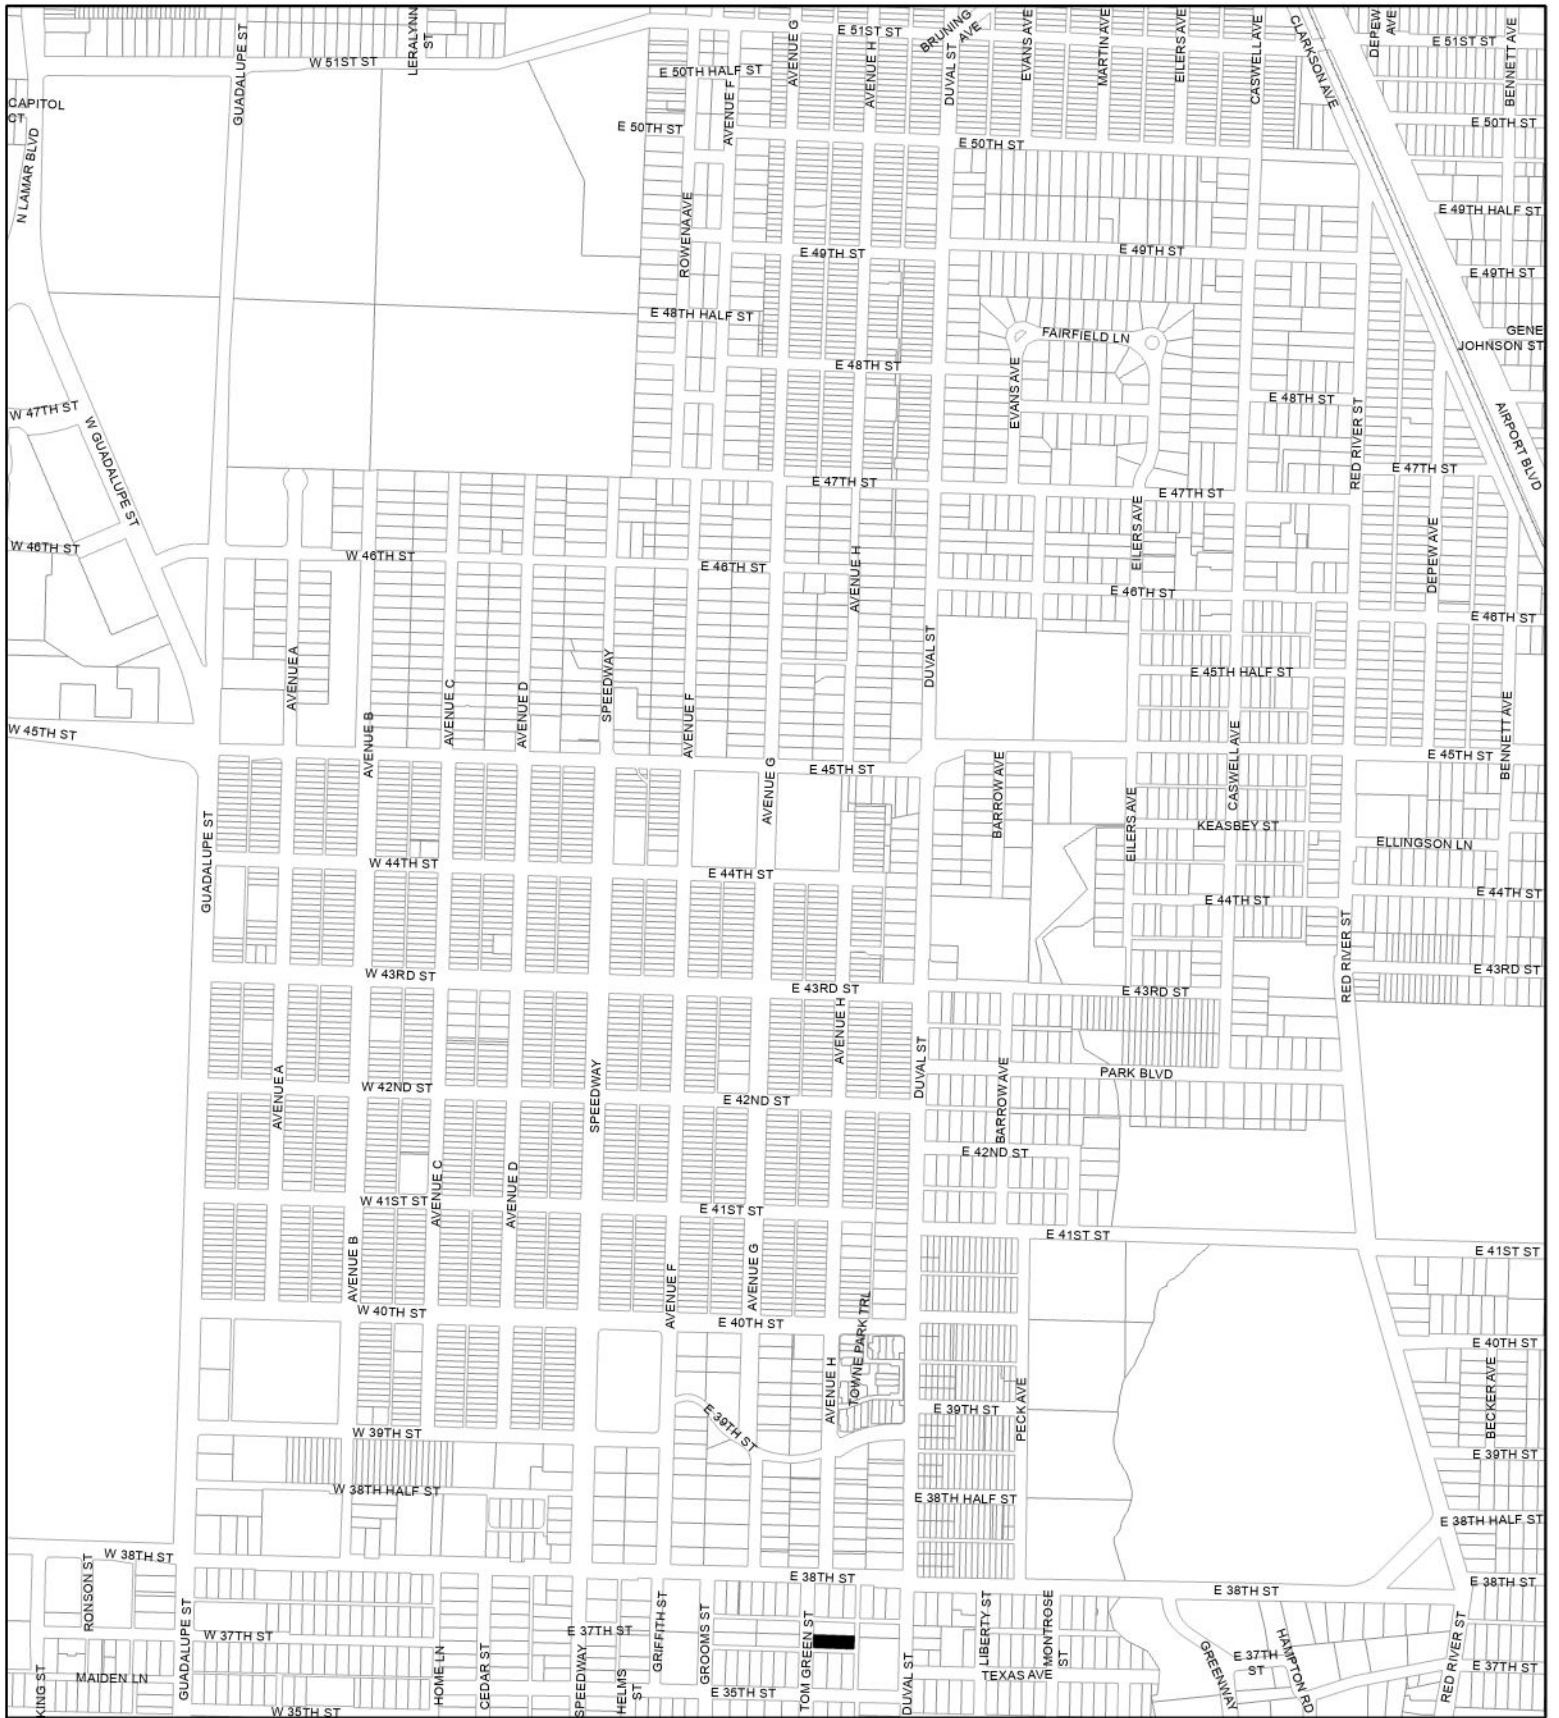 GUADALUPE ST
LERALYNN
ST
W 51ST ST
AVENUE G
E 51ST ST
AVENUE H
BRUNING
AVE
DUVAL ST
EVANS AVE
MARTIN AVE
EILERS AVE
CASWELL AVE
CLARKSON AVE
DEPEW
AVE
E 51ST ST
BENNETT AVE
E 50TH HALF ST
AVENUE F
CAPITOL
CT
N LAMAR BLVD
E 50TH ST
E 50TH ST
E 50TH ST
ROWENA AVE
E 49TH HALF ST
E 49TH ST
E 49TH ST
E 49TH ST
E 48TH HALF ST
FAIRFIELD LN
GENE
JOHNSON ST
E 48TH ST
EVANS AVE
E 48TH ST
RED RIVER ST
AIRPORT BLVD
W 47TH ST
W GUADALUPE ST
E 47TH ST
E 47TH ST
E 47TH ST
W 46TH ST
W 46TH ST
E 46TH ST
AVENUE H
EILERS AVE
E 46TH ST
DEPEW AVE
E 46TH ST
AVENUE A
AVENUE C
AVENUE D
SPEEDWAY
AVENUE F
DUVAL ST
E 45TH HALF ST
W 45TH ST
AVENUE B
AVENUE G
E 45TH ST
BARROW AVE
CASWELL AVE
E 45TH ST
BENNETT AVE
GUADALUPE ST
EILERS AVE
KEASBEY ST
ELLINGSON LN
W 44TH ST
E 44TH ST
E 44TH ST
E 44TH ST
RED RIVER ST
W 43RD ST
E 43RD ST
E 43RD ST
E 43RD ST
AVENUE H
AVENUE A
W 42ND ST
SPEEDWAY
E 42ND ST
DUVAL ST
BARROW AVE
PARK BLVD
E 42ND ST
AVENUE C
AVENUE D
W 41ST ST
E 41ST ST
E 41ST ST
E 41ST ST
AVENUE B
AVENUE F
AVENUE G
W 40TH ST
E 40TH ST
TOWNE PARK TRL
E 40TH ST
AVENUE H
PECK AVE
BECKER AVE
E 39TH ST
E 39TH ST
W 39TH ST
E 39TH ST
W 38TH HALF ST
E 38TH HALF ST
E 38TH HALF ST
W 38TH ST
RONSON ST
E 38TH ST
E 38TH ST
E 38TH ST
GUADALUPE ST
W 37TH ST
E 37TH ST
GRIFFITH ST
GROOMS ST
TOM GREEN ST
LIBERTY ST
MONTROSE
ST
GREENWAY
E 37TH
ST
HAMPTON RD
RED RIVER ST
E 37TH ST
KING ST
MAIDEN LN
HOME LN
CEDAR ST
SPEEDWAY
HELMS
ST
E 35TH ST
DUVAL ST
TEXAS AVE
W 35TH ST